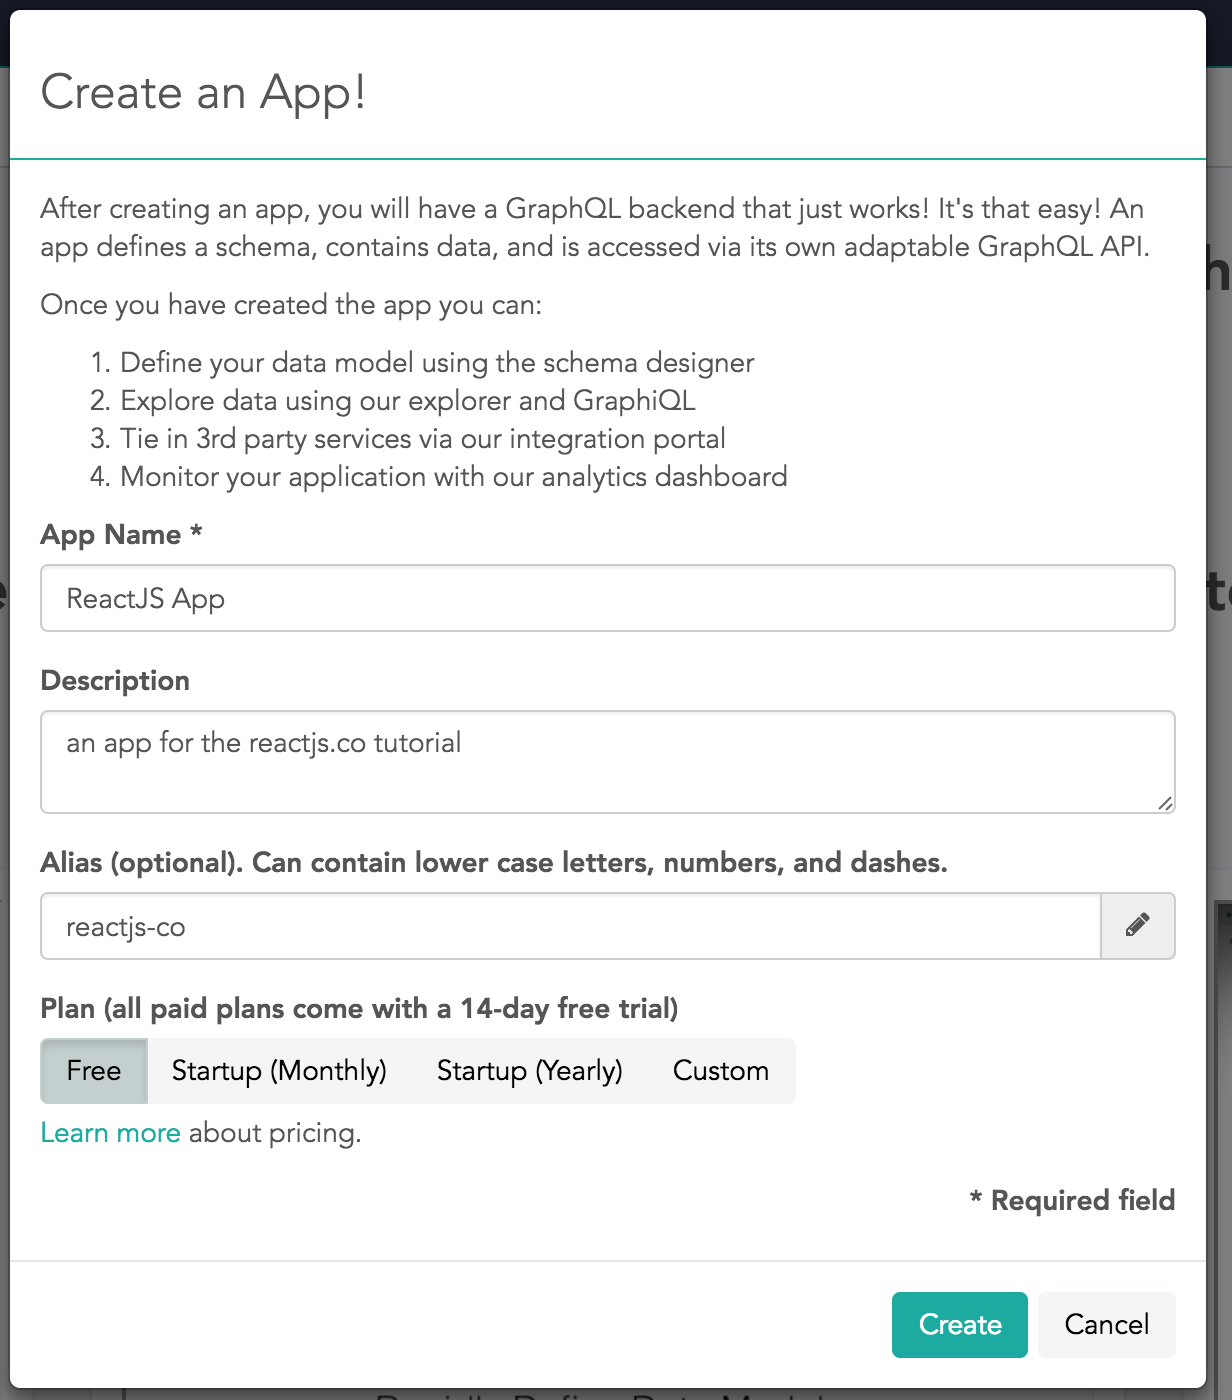 Create an App!
After creating an app, you will have a GraphQL backend that just works! It's that easy! An
app defines a schema, contains data, and is accessed via its own adaptable GraphQL API.
Once you have created the app you can:
1. Define your data model using the schema designer
2. Explore data using our explorer and GraphiQL
3. Tie in 3rd party services via our integration portal
4. Monitor your application with our analytics dashboard
App Name *
ReactJS App
Description
an app for the reactjs.co tutorial
Alias (optional). Can contain lower case letters, numbers, and dashes.
reactjs-co
Plan (all paid plans come with a 14-day free trial)
Free Startup (Monthly) Startup (Yearly) Custom
Learn more about pricing.
* Required field
Create Cancel